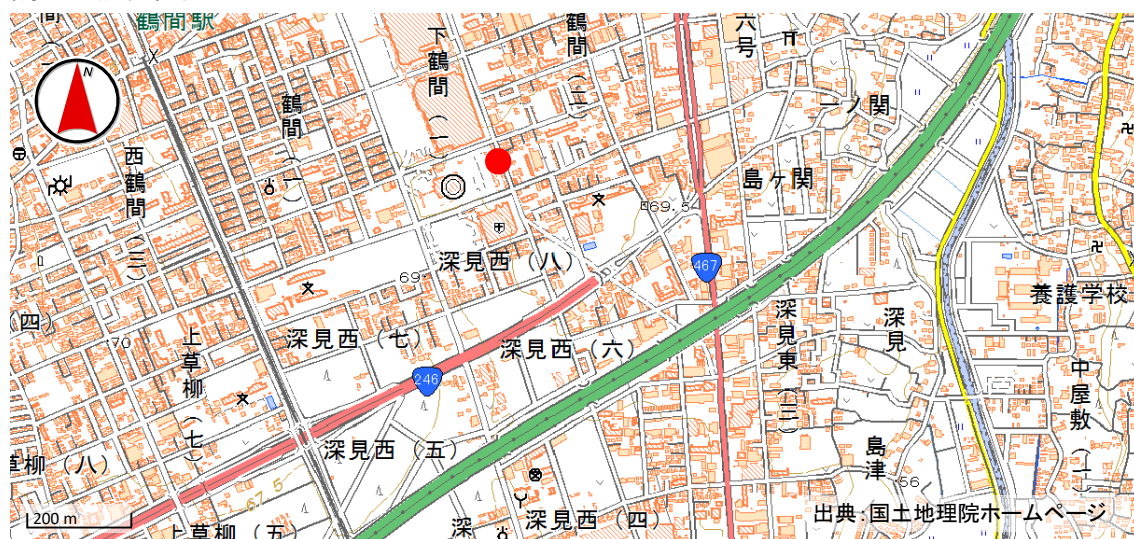 鶴間駅
下鶴間(一)
鶴間(二)
六号
一ノ関
N
鶴間(一)
西鶴間(三)
島ケ関
69.5
深見西(八)
467
69
養護学校
(四)
70
上草柳(七)
深見西(七)
深見西(六)
深見東(二)
深見
246
中屋敷(一)
深見西(五)
草柳(八)
島津
56
67.5
200 m
上草柳(五)
深
深見西(四)
出典:国土地理院ホームページ